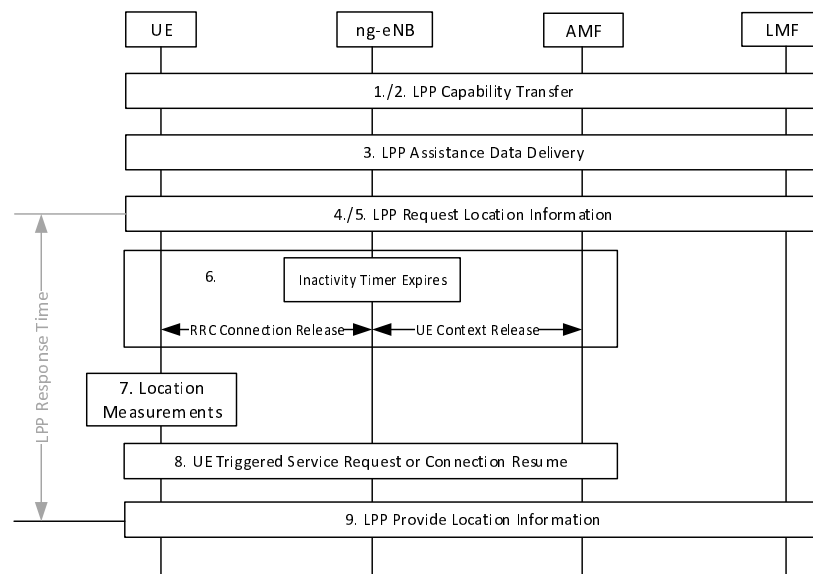 UE
ng-eNB
AMF
LMF
1./2. LPP Capability Transfer
3. LPP Assistance Data Delivery
4./5. LPP Request Location Information
6.
Inactivity Timer Expires
RRC Connection Release
UE Context Release
LPP Response Time
7. Location
Measurements
8. UE Triggered Service Request or Connection Resume
9. LPP Provide Location Information